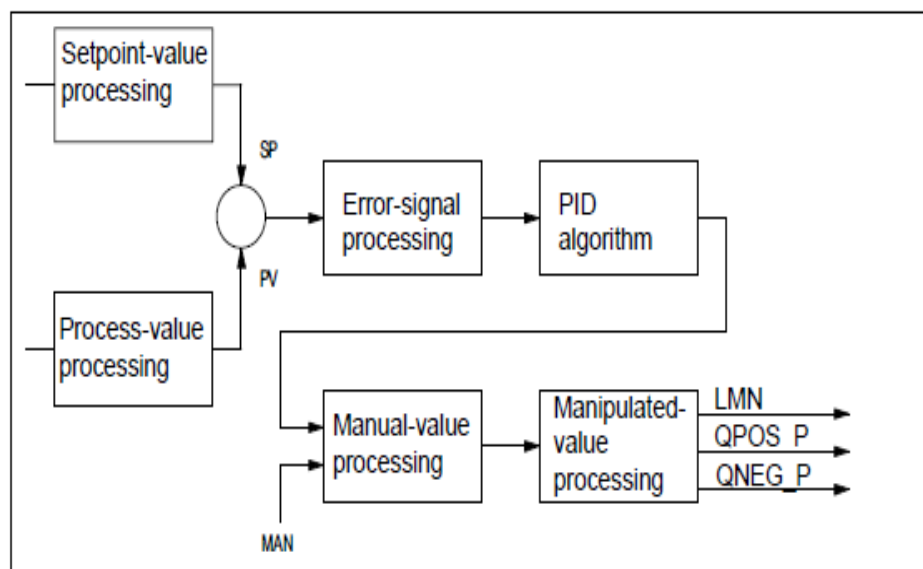 Setpoint-value
processing
SP
Error-signal
processing
PID
algorithm
PV
Process-value
processing
Manual-value
processing
Manipulated-
value
processing
LMN
QPOS_P
QNEG_P
MAN